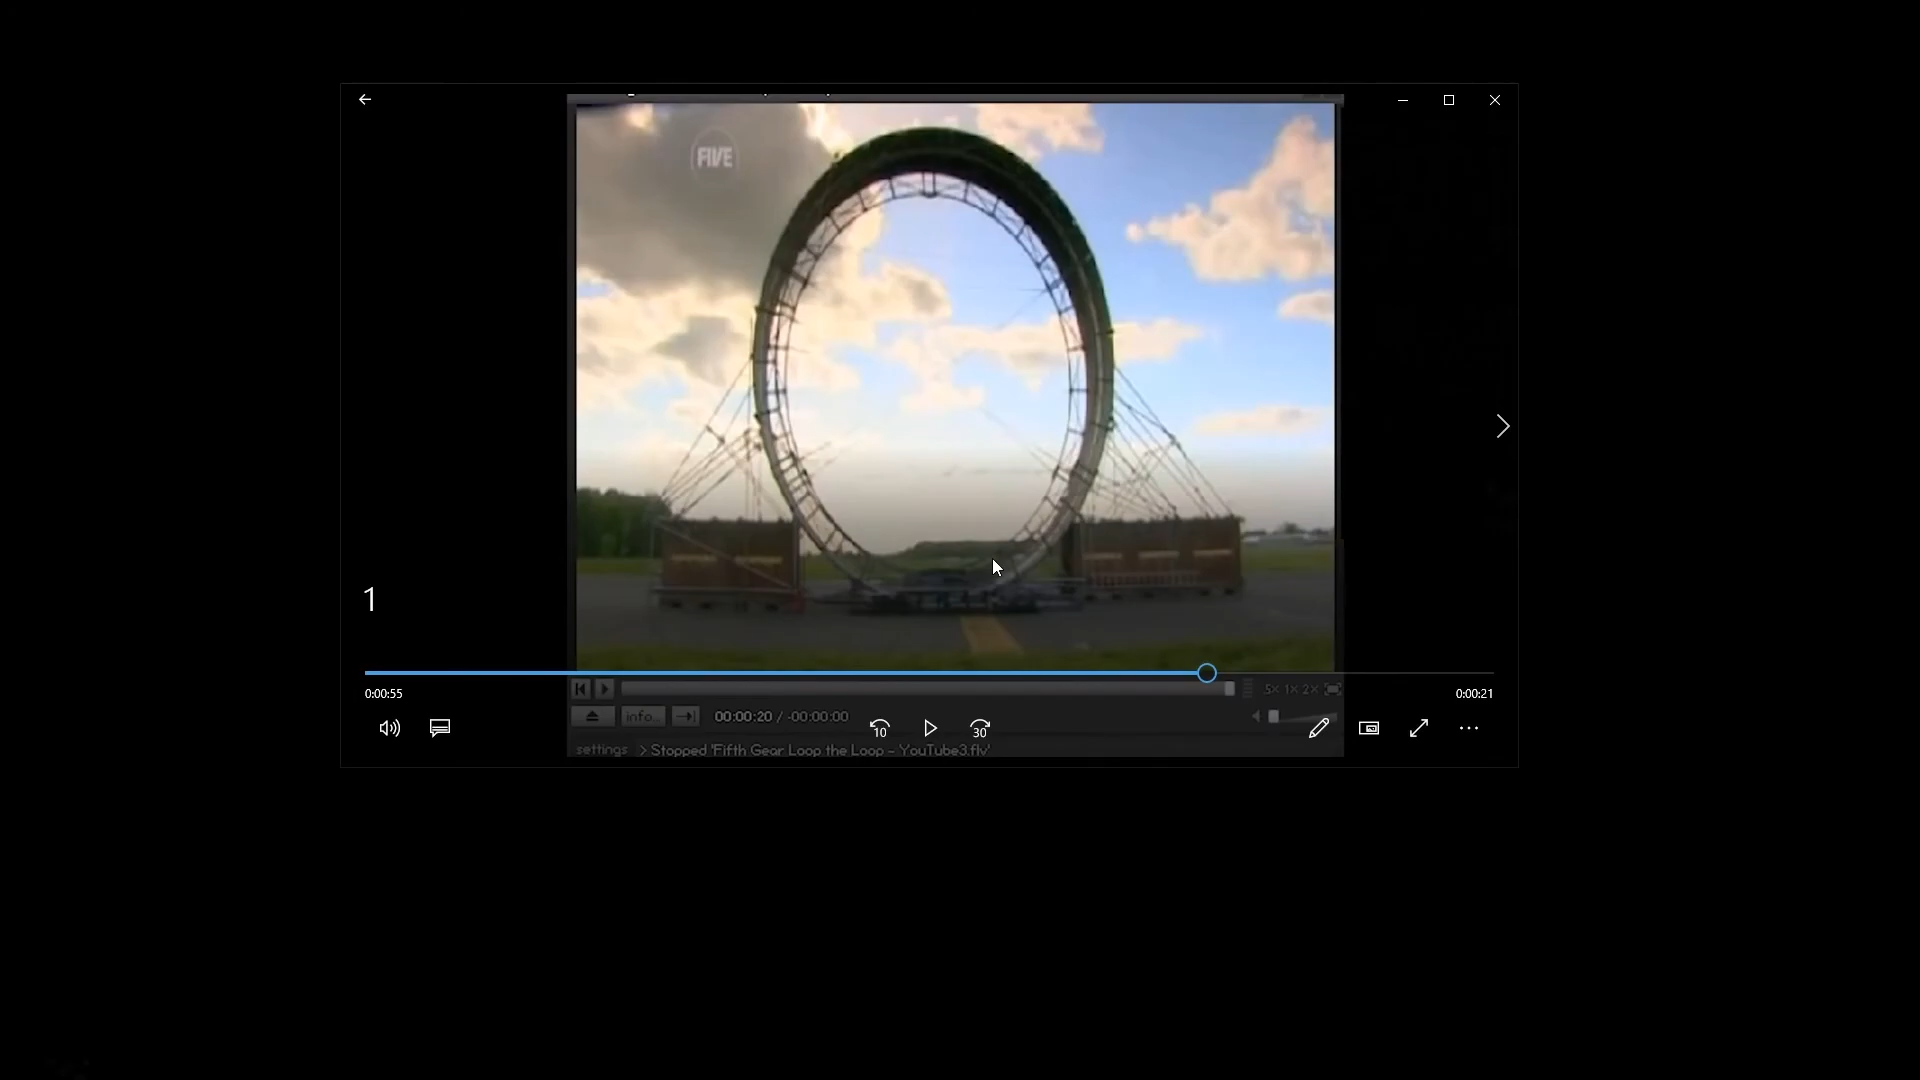 FIVE
1
0:00:55
0:00:21
5× 1× 2×
info..
00:00:20 / -00:00:00
10
30
settings > Stopped 'Fifth Gear Loop the Loop - YouTube3.flv'